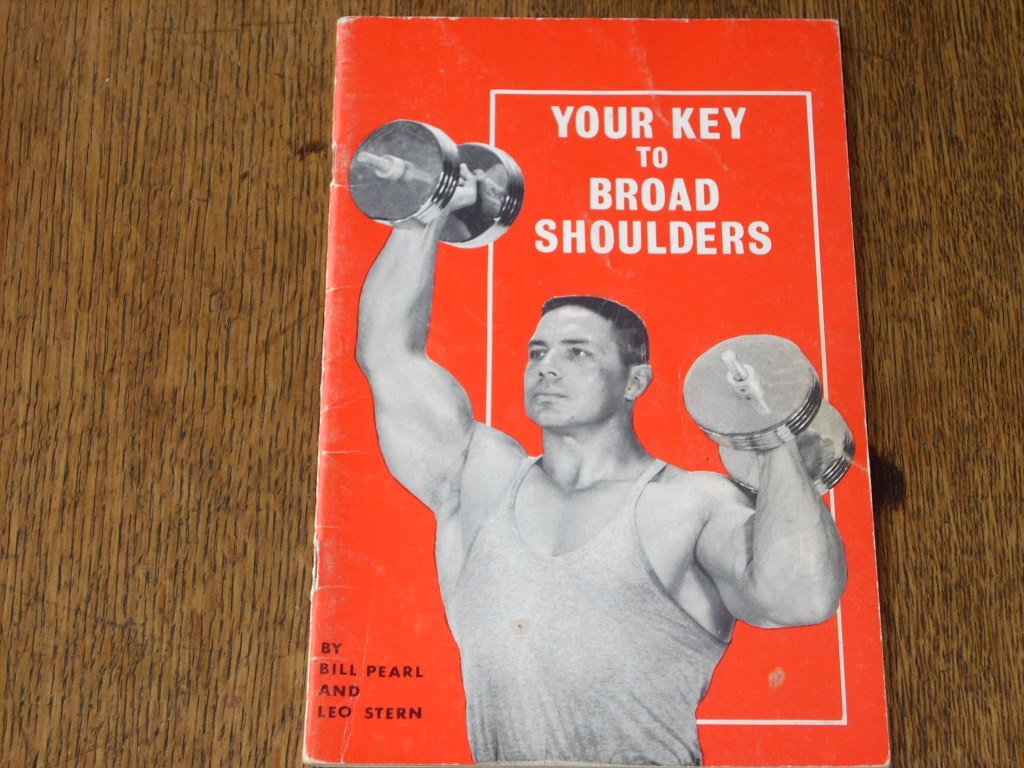 YOUR KEY
TO
BROAD
SHOULDERS
BY
BILL PEARL
AND
LEO STERN